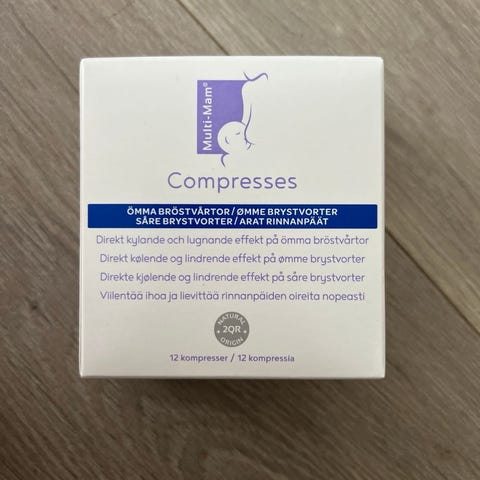 Multi-Mam®
Compresses
ÖMMA BRÖSTVÅRTOR / ØMME BRYSTVORTER
SÅRE BRYSTVORTER / ARAT RINNANPÄÄT
Direkt kylande och lugnande effekt på ömma bröstvårtor
Direkt kølende og lindrende effekt på ømme brystvorter
Direkte kjølende og lindrende effekt på såre brystvorter
Viilentää ihoa ja lievittää rinnanpäiden oireita nopeasti
NATURAL
2QR
ORIGIN
12 kompresser / 12 kompressia